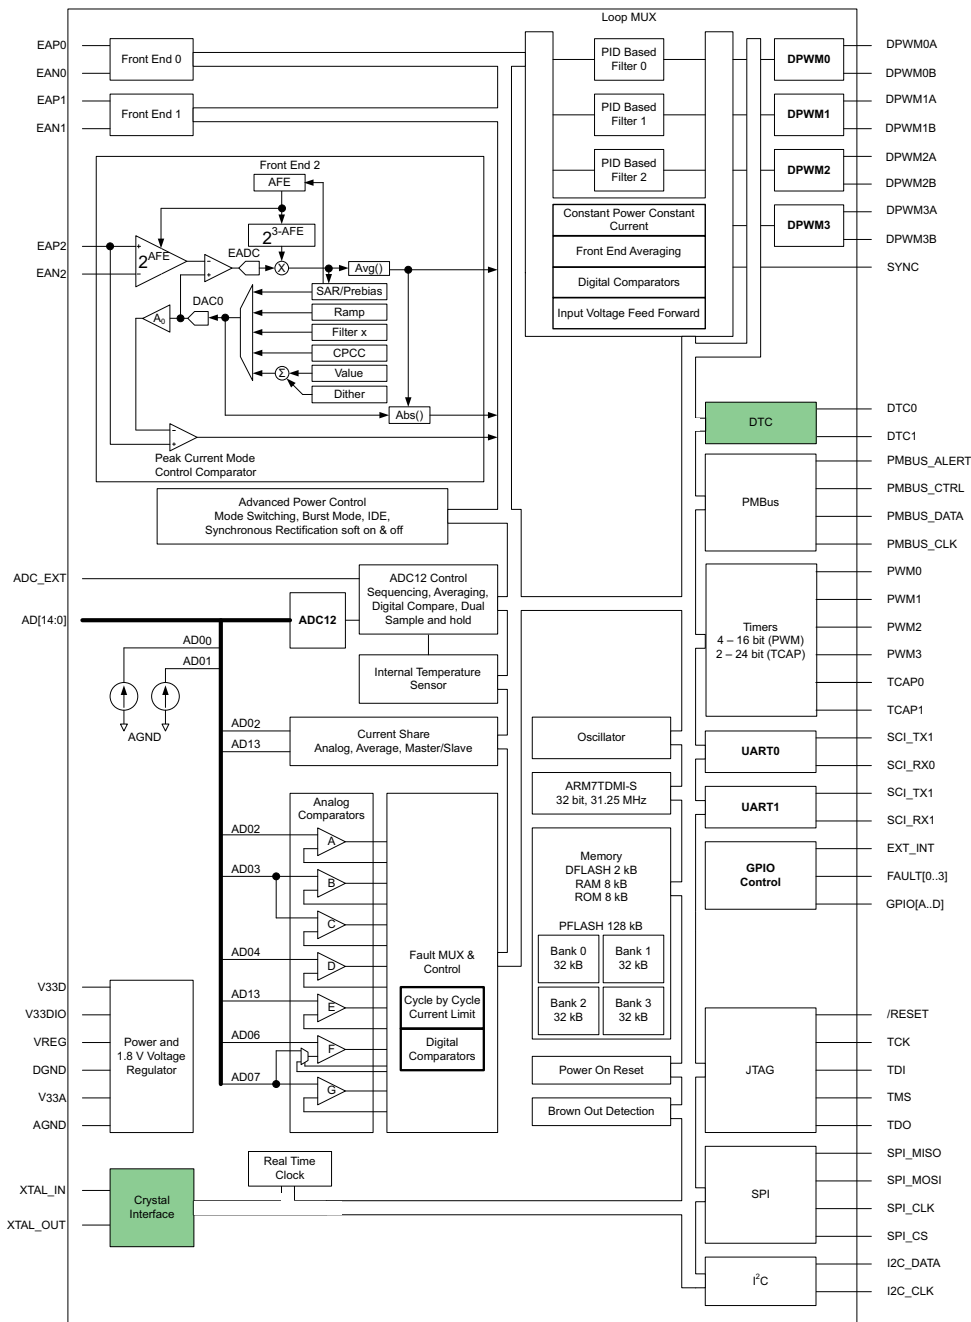 Loop MUX
EAP0
EAN0
Front End 0
EAP1
EAN1
Front End 1
PID Based
Filter 0
PID Based
Filter 1
PID Based
Filter 2
Constant Power Constant
Current
Front End Averaging
Digital Comparators
Input Voltage Feed Forward
DPWM0
DPWM0A
DPWM0B
DPWM1
DPWM1A
DPWM1B
DPWM2
DPWM2A
DPWM2B
DPWM3
DPWM3A
DPWM3B
SYNC
Front End 2
AFE
2^3-AFE
EAP2
EAN2
+
−
2^AFE
−
+
EADC
X
Avg()
DAC0
A0
SAR/Prebias
Ramp
Filter x
CPCC
Σ
Value
Dither
Abs()
−
+
Peak Current Mode
Control Comparator
Advanced Power Control
Mode Switching, Burst Mode, IDE,
Synchronous Rectification soft on & off
DTC
DTC0
DTC1
PMBus
PMBUS_ALERT
PMBUS_CTRL
PMBUS_DATA
PMBUS_CLK
ADC_EXT
AD[14:0]
ADC12
ADC12 Control
Sequencing, Averaging,
Digital Compare, Dual
Sample and hold
AD00
AD01
AGND
Internal Temperature
Sensor
AD02
AD13
Current Share
Analog, Average, Master/Slave
Timers
4 – 16 bit (PWM)
2 – 24 bit (TCAP)
PWM0
PWM1
PWM2
PWM3
TCAP0
TCAP1
Oscillator
UART0
SCI_TX1
SCI_RX0
ARM7TDMI-S
32 bit, 31.25 MHz
UART1
SCI_TX1
SCI_RX1
Analog
Comparators
AD02
A
AD03
B
C
AD04
D
AD13
E
AD06
F
AD07
G
Fault MUX &
Control
Cycle by Cycle
Current Limit
Digital
Comparators
Memory
DFLASH 2 kB
RAM 8 kB
ROM 8 kB
PFLASH 128 kB
Bank 0
32 kB
Bank 1
32 kB
Bank 2
32 kB
Bank 3
32 kB
GPIO
Control
EXT_INT
FAULT[0..3]
GPIO[A..D]
V33D
V33DIO
VREG
DGND
V33A
AGND
Power and
1.8 V Voltage
Regulator
Power On Reset
Brown Out Detection
JTAG
/RESET
TCK
TDI
TMS
TDO
XTAL_IN
XTAL_OUT
Crystal
Interface
Real Time
Clock
SPI
SPI_MISO
SPI_MOSI
SPI_CLK
SPI_CS
I²C
I2C_DATA
I2C_CLK